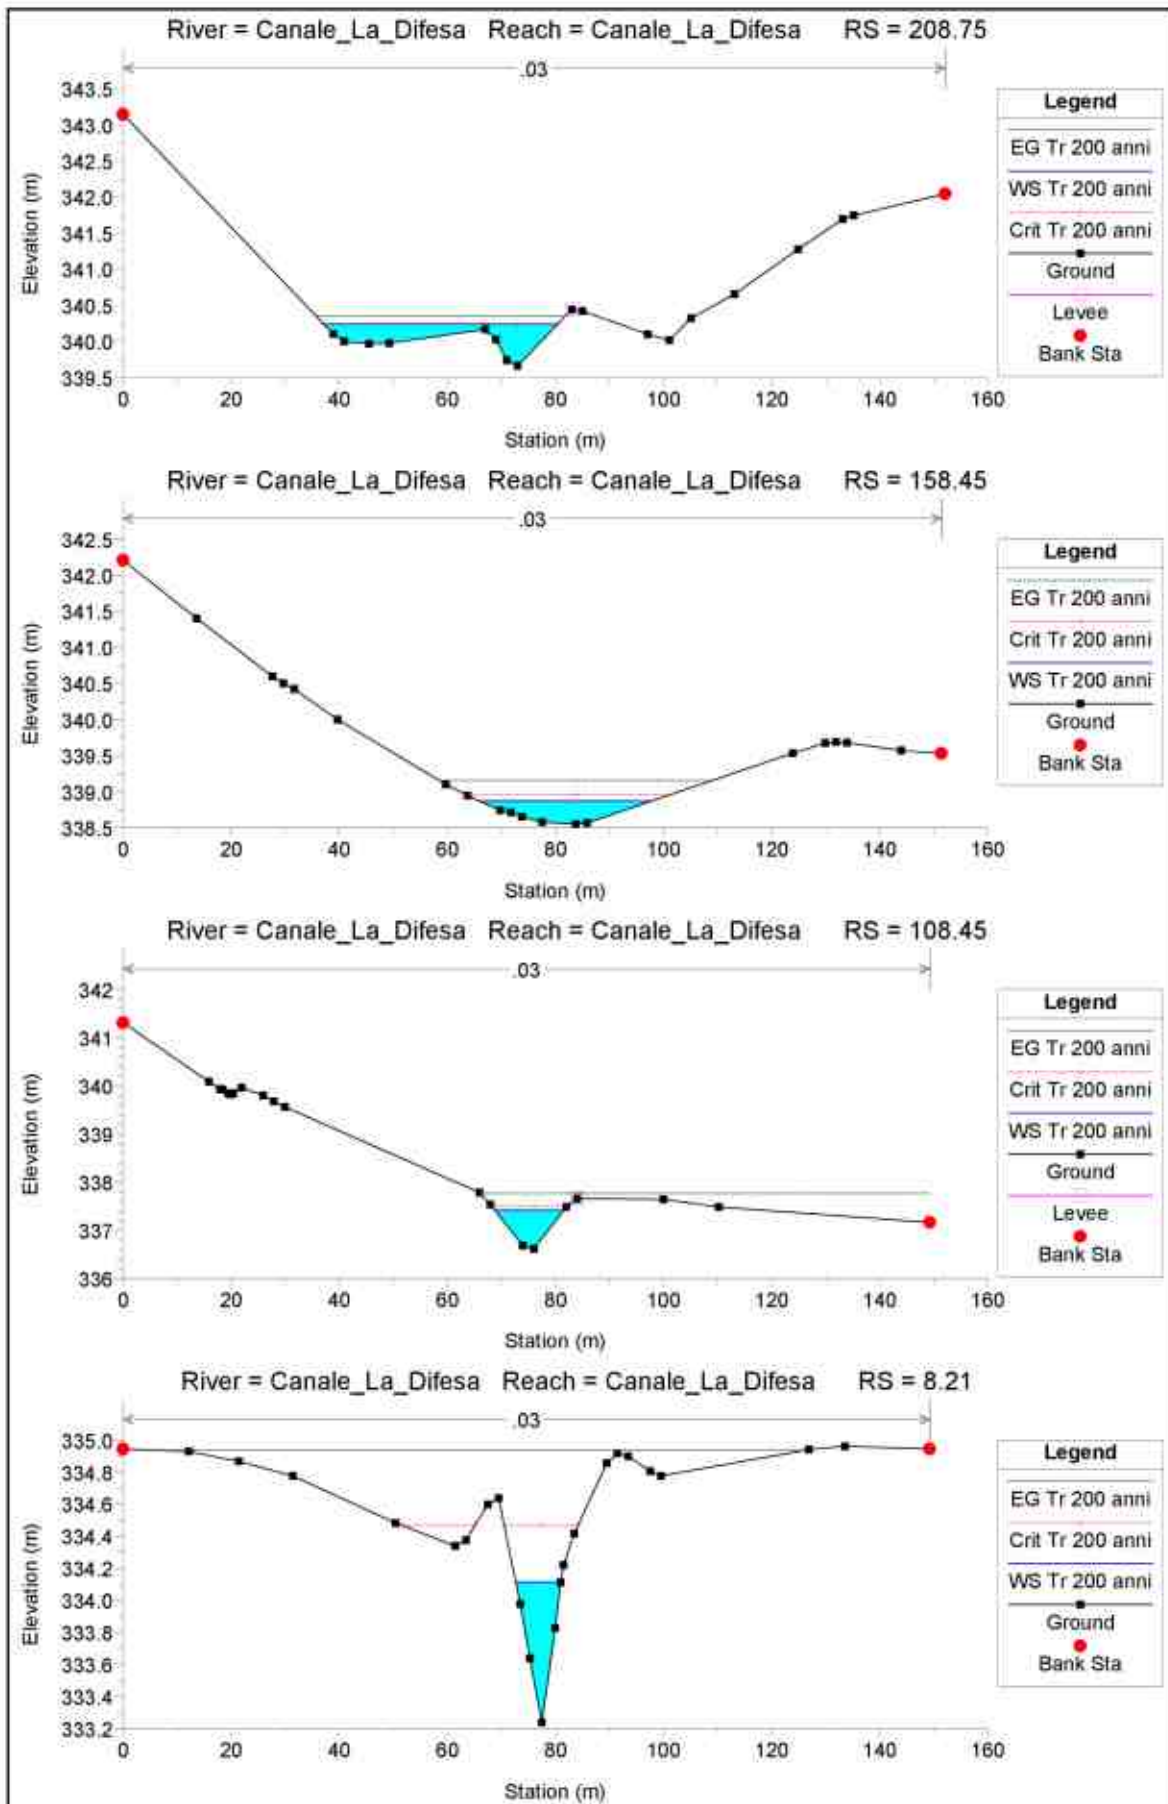 River = Canale_La_Difesa Reach = Canale_La_Difesa RS = 208.75
.03
343.5
343.0
342.5
342.0
341.5
341.0
340.5
340.0
339.5
Elevation (m)
0 20 40 60 80 100 120 140 160
Station (m)
Legend
EG Tr 200 anni
WS Tr 200 anni
Crit Tr 200 anni
Ground
Levee
Bank Sta
River = Canale_La_Difesa Reach = Canale_La_Difesa RS = 158.45
.03
342.5
342.0
341.5
341.0
340.5
340.0
339.5
339.0
338.5
Elevation (m)
0 20 40 60 80 100 120 140 160
Station (m)
Legend
EG Tr 200 anni
Crit Tr 200 anni
WS Tr 200 anni
Ground
Bank Sta
River = Canale_La_Difesa Reach = Canale_La_Difesa RS = 108.45
.03
342
341
340
339
338
337
336
Elevation (m)
0 20 40 60 80 100 120 140 160
Station (m)
Legend
EG Tr 200 anni
Crit Tr 200 anni
WS Tr 200 anni
Ground
Levee
Bank Sta
River = Canale_La_Difesa Reach = Canale_La_Difesa RS = 8.21
.03
335.0
334.8
334.6
334.4
334.2
334.0
333.8
333.6
333.4
333.2
Elevation (m)
0 20 40 60 80 100 120 140 160
Station (m)
Legend
EG Tr 200 anni
Crit Tr 200 anni
WS Tr 200 anni
Ground
Bank Sta